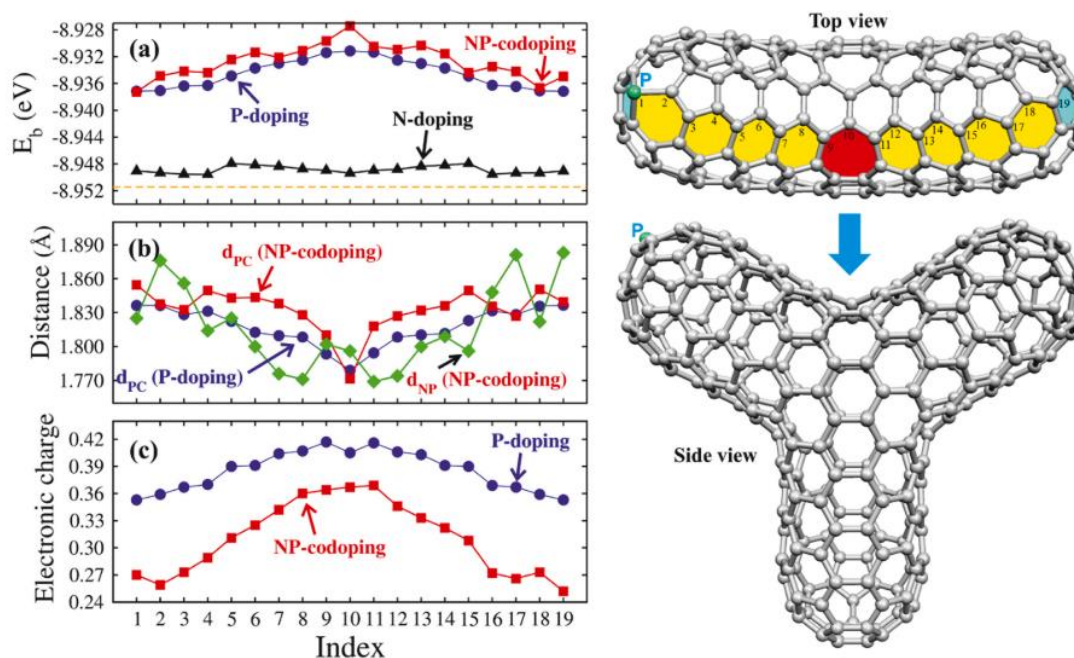 -8.928
-8.932
-8.936
-8.940
-8.944
-8.948
-8.952
E_b (eV)
(a)
NP-codoping
P-doping
N-doping
1.890
1.860
1.830
1.800
1.770
Distance (Å)
(b)
d_PC (NP-codoping)
d_PC (P-doping)
d_NP (NP-codoping)
0.42
0.39
0.36
0.33
0.30
0.27
0.24
Electronic charge
(c)
P-doping
NP-codoping
1 2 3 4 5 6 7 8 9 10 11 12 13 14 15 16 17 18 19
Index
Top view
P
1 2 3 4 5 6 7 8 9 10 11 12 13 14 15 16 17 18 19
P
Side view